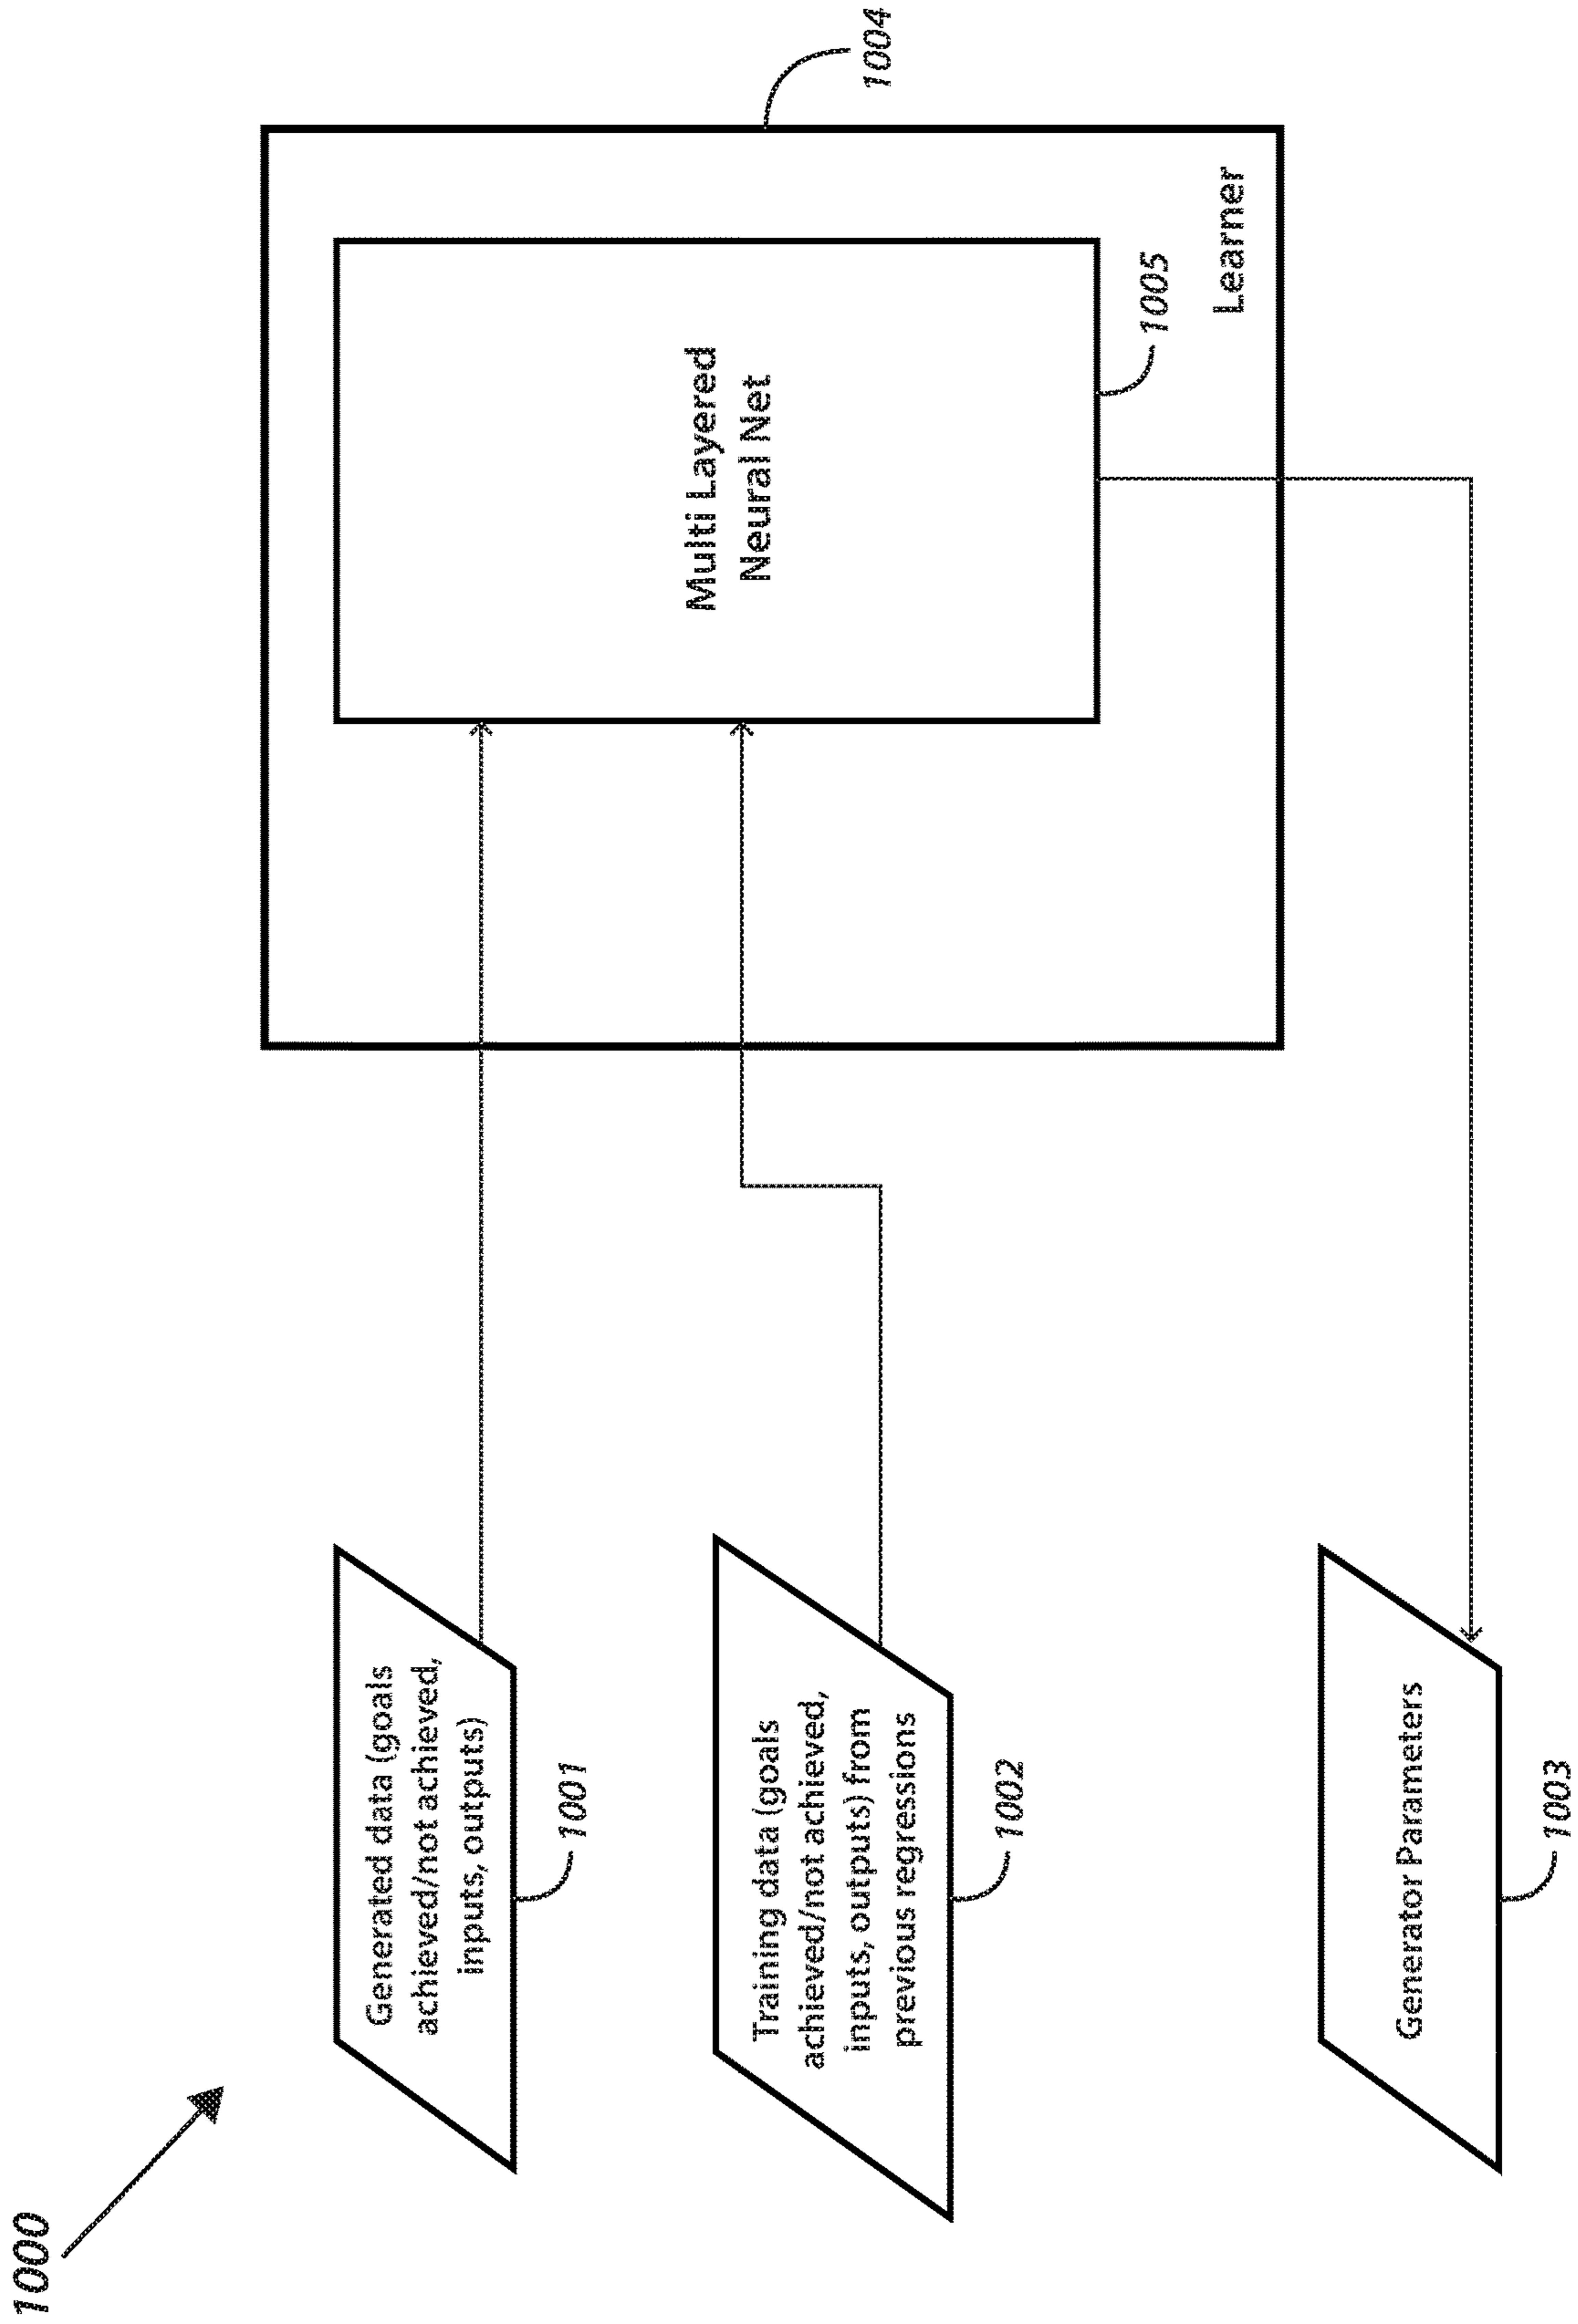 1000
Generated data (goals
achieved/not achieved,
inputs, outputs)
1001
Training data (goals
achieved/not achieved,
inputs, outputs) from
previous regressions
1002
Generator Parameters
1003
Multi Layered
Neural Net
1005
Learner
1004